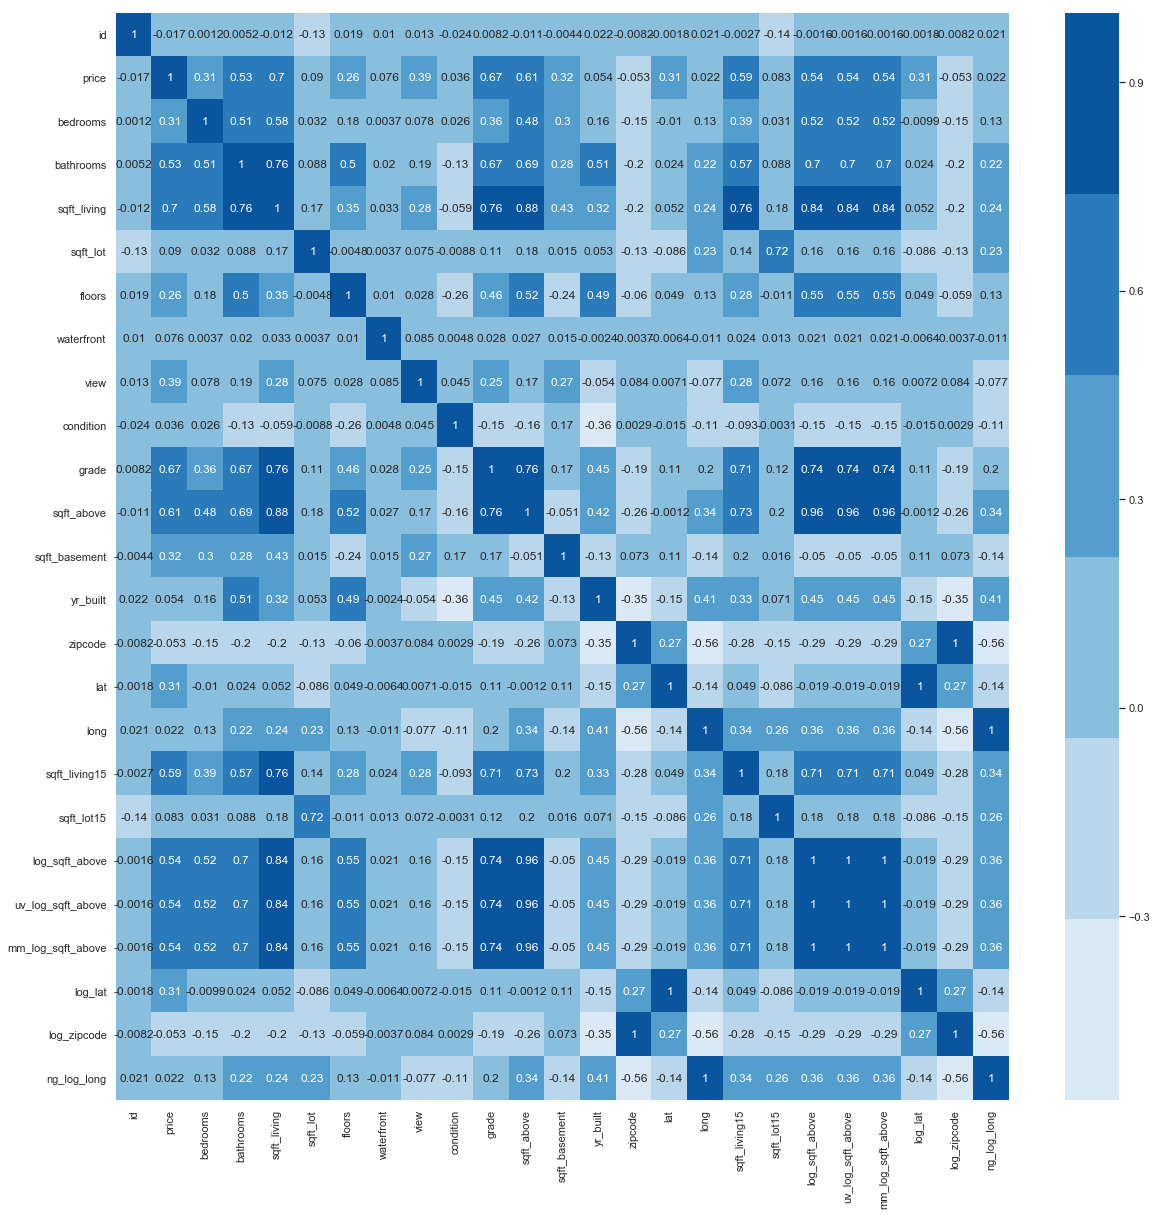 id 1 -0.017 0.0012 0.0052 -0.012 -0.13 0.019 0.01 0.013 -0.024 0.0082 -0.011 -0.0044 0.022 -0.0082 -0.0018 0.021 -0.0027 -0.14 -0.0016 -0.0016 -0.0016 -0.0018 -0.0082 0.021
price -0.017 1 0.31 0.53 0.7 0.09 0.26 0.076 0.39 0.036 0.67 0.61 0.32 0.054 -0.053 0.31 0.022 0.59 0.083 0.54 0.54 0.54 0.31 -0.053 0.022
bedrooms 0.0012 0.31 1 0.51 0.58 0.032 0.18 0.0037 0.078 0.026 0.36 0.48 0.3 0.16 -0.15 -0.01 0.13 0.39 0.031 0.52 0.52 0.52 -0.0099 -0.15 0.13
bathrooms 0.0052 0.53 0.51 1 0.76 0.088 0.5 0.02 0.19 -0.13 0.67 0.69 0.28 0.51 -0.2 0.024 0.22 0.57 0.088 0.7 0.7 0.7 0.024 -0.2 0.22
sqft_living -0.012 0.7 0.58 0.76 1 0.17 0.35 0.033 0.28 -0.059 0.76 0.88 0.43 0.32 -0.2 0.052 0.24 0.76 0.18 0.84 0.84 0.84 0.052 -0.2 0.24
sqft_lot -0.13 0.09 0.032 0.088 0.17 1 -0.0048 0.0037 0.075 -0.0088 0.11 0.18 0.015 0.053 -0.13 -0.086 0.23 0.14 0.72 0.16 0.16 0.16 -0.086 -0.13 0.23
floors 0.019 0.26 0.18 0.5 0.35 -0.0048 1 0.01 0.028 -0.26 0.46 0.52 -0.24 0.49 -0.06 0.049 0.13 0.28 -0.011 0.55 0.55 0.55 0.049 -0.059 0.13
waterfront 0.01 0.076 0.0037 0.02 0.033 0.0037 0.01 1 0.085 0.0048 0.028 0.027 0.015 -0.0024 -0.0037 -0.0064 -0.011 0.024 0.013 0.021 0.021 0.021 -0.0064 -0.0037 -0.011
view 0.013 0.39 0.078 0.19 0.28 0.075 0.028 0.085 1 0.045 0.25 0.17 0.27 -0.054 0.084 0.0071 -0.077 0.28 0.072 0.16 0.16 0.16 0.0072 0.084 -0.077
condition -0.024 0.036 0.026 -0.13 -0.059 -0.0088 -0.26 0.0048 0.045 1 -0.15 -0.16 0.17 -0.36 0.0029 -0.015 -0.11 -0.093 -0.0031 -0.15 -0.15 -0.15 -0.015 0.0029 -0.11
grade 0.0082 0.67 0.36 0.67 0.76 0.11 0.46 0.028 0.25 -0.15 1 0.76 0.17 0.45 -0.19 0.11 0.2 0.71 0.12 0.74 0.74 0.74 0.11 -0.19 0.2
sqft_above -0.011 0.61 0.48 0.69 0.88 0.18 0.52 0.027 0.17 -0.16 0.76 1 -0.051 0.42 -0.26 -0.0012 0.34 0.73 0.2 0.96 0.96 0.96 -0.0012 -0.26 0.34
sqft_basement -0.0044 0.32 0.3 0.28 0.43 0.015 -0.24 0.015 0.27 0.17 0.17 -0.051 1 -0.13 0.073 0.11 -0.14 0.2 0.016 -0.05 -0.05 -0.05 0.11 0.073 -0.14
yr_built 0.022 0.054 0.16 0.51 0.32 0.053 0.49 -0.0024 -0.054 -0.36 0.45 0.42 -0.13 1 -0.35 -0.15 0.41 0.33 0.071 0.45 0.45 0.45 -0.15 -0.35 0.41
zipcode -0.0082 -0.053 -0.15 -0.2 -0.2 -0.13 -0.06 -0.0037 0.084 0.0029 -0.19 -0.26 0.073 -0.35 1 0.27 -0.56 -0.28 -0.15 -0.29 -0.29 -0.29 0.27 1 -0.56
lat -0.0018 0.31 -0.01 0.024 0.052 -0.086 0.049 -0.0064 0.0071 -0.015 0.11 -0.0012 0.11 -0.15 0.27 1 -0.14 0.049 -0.086 -0.019 -0.019 -0.019 1 0.27 -0.14
long 0.021 0.022 0.13 0.22 0.24 0.23 0.13 -0.011 -0.077 -0.11 0.2 0.34 -0.14 0.41 -0.56 -0.14 1 0.34 0.26 0.36 0.36 0.36 -0.14 -0.56 1
sqft_living15 -0.0027 0.59 0.39 0.57 0.76 0.14 0.28 0.024 0.28 -0.093 0.71 0.73 0.2 0.33 -0.28 0.049 0.34 1 0.18 0.71 0.71 0.71 0.049 -0.28 0.34
sqft_lot15 -0.14 0.083 0.031 0.088 0.18 0.72 -0.011 0.013 0.072 -0.0031 0.12 0.2 0.016 0.071 -0.15 -0.086 0.26 0.18 1 0.18 0.18 0.18 -0.086 -0.15 0.26
log_sqft_above -0.0016 0.54 0.52 0.7 0.84 0.16 0.55 0.021 0.16 -0.15 0.74 0.96 -0.05 0.45 -0.29 -0.019 0.36 0.71 0.18 1 1 1 -0.019 -0.29 0.36
uv_log_sqft_above -0.0016 0.54 0.52 0.7 0.84 0.16 0.55 0.021 0.16 -0.15 0.74 0.96 -0.05 0.45 -0.29 -0.019 0.36 0.71 0.18 1 1 1 -0.019 -0.29 0.36
mm_log_sqft_above -0.0016 0.54 0.52 0.7 0.84 0.16 0.55 0.021 0.16 -0.15 0.74 0.96 -0.05 0.45 -0.29 -0.019 0.36 0.71 0.18 1 1 1 -0.019 -0.29 0.36
log_lat -0.0018 0.31 -0.0099 0.024 0.052 -0.086 0.049 -0.0064 0.0072 -0.015 0.11 -0.0012 0.11 -0.15 0.27 1 -0.14 0.049 -0.086 -0.019 -0.019 -0.019 1 0.27 -0.14
log_zipcode -0.0082 -0.053 -0.15 -0.2 -0.2 -0.13 -0.059 -0.0037 0.084 0.0029 -0.19 -0.26 0.073 -0.35 1 0.27 -0.56 -0.28 -0.15 -0.29 -0.29 -0.29 0.27 1 -0.56
ng_log_long 0.021 0.022 0.13 0.22 0.24 0.23 0.13 -0.011 -0.077 -0.11 0.2 0.34 -0.14 0.41 -0.56 -0.14 1 0.34 0.26 0.36 0.36 0.36 -0.14 -0.56 1
id price bedrooms bathrooms sqft_living sqft_lot floors waterfront view condition grade sqft_above sqft_basement yr_built zipcode lat long sqft_living15 sqft_lot15 log_sqft_above uv_log_sqft_above mm_log_sqft_above log_lat log_zipcode ng_log_long
0.9
0.6
0.3
0.0
−0.3